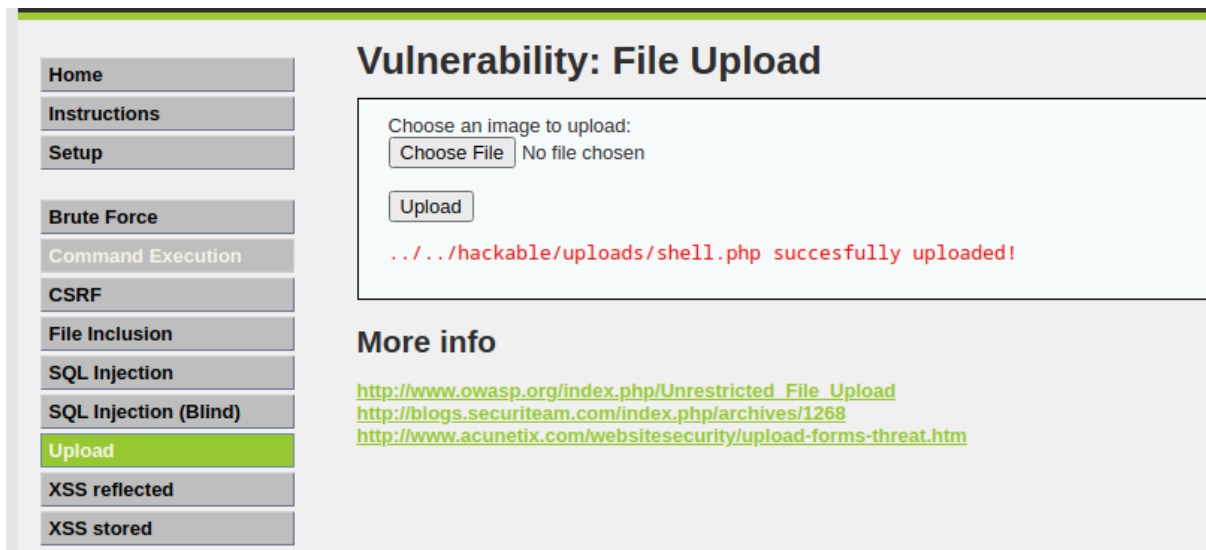 Home
Instructions
Setup
Brute Force
Command Execution
CSRF
File Inclusion
SQL Injection
SQL Injection (Blind)
Upload
XSS reflected
XSS stored
Vulnerability: File Upload
Choose an image to upload:
Choose File No file chosen
Upload
../../hackable/uploads/shell.php succesfully uploaded!
More info
http://www.owasp.org/index.php/Unrestricted_File_Upload
http://blogs.securiteam.com/index.php/archives/1268
http://www.acunetix.com/websitesecurity/upload-forms-threat.htm